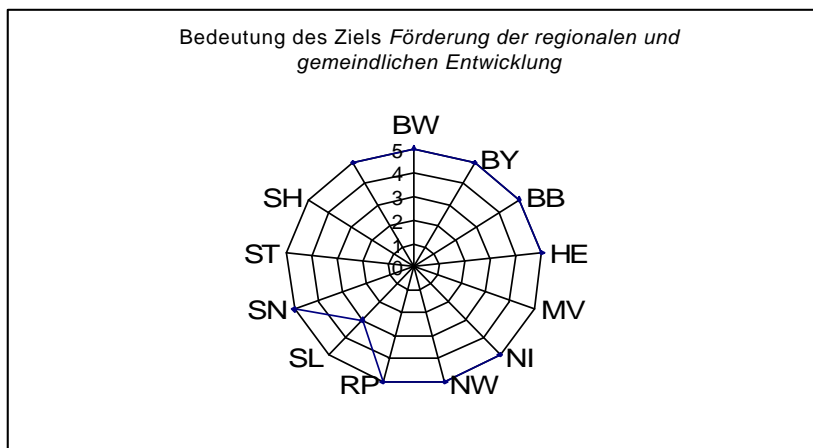 Bedeutung des Ziels Förderung der regionalen und
gemeindlichen Entwicklung
BW
BY
BB
HE
MV
NI
NW
RP
SL
SN
ST
SH
5
4
3
2
1
0